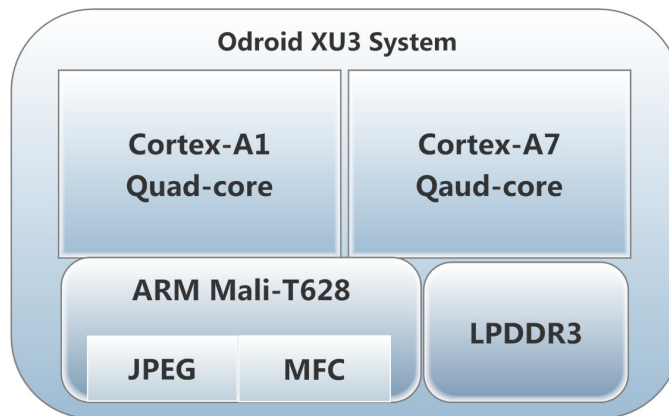 Odroid XU3 System
Cortex-A1
Quad-core
Cortex-A7
Qaud-core
ARM Mali-T628
JPEG
MFC
LPDDR3